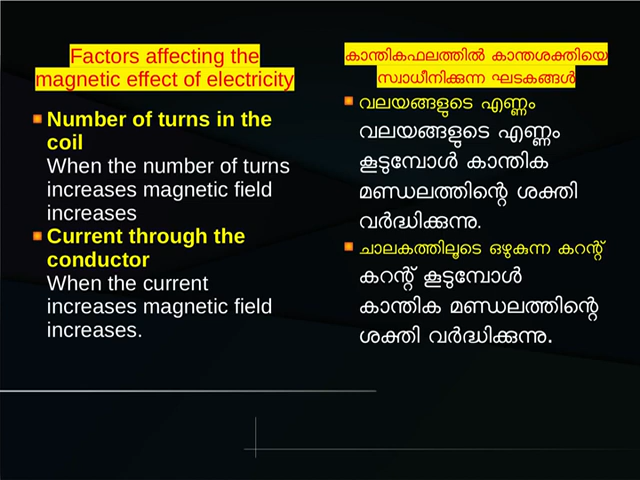 Factors affecting the
magnetic effect of electricity
Number of turns in the
coil
When the number of turns
increases magnetic field
increases
Current through the
conductor
When the current
increases magnetic field
increases.
കാന്തികഫലത്തിൽ കാന്തശക്തിയെ
സ്വാധീനിക്കുന്ന ഘടകങ്ങൾ
വലയങ്ങളുടെ എണ്ണം
വലയങ്ങളുടെ എണ്ണം
കൂടുമ്പോൾ കാന്തിക
മണ്ഡലത്തിന്റെ ശക്തി
വർദ്ധിക്കുന്നു.
ചാലകത്തിലൂടെ ഒഴുകുന്ന കറന്റ്
കറന്റ് കൂടുമ്പോൾ
കാന്തിക മണ്ഡലത്തിന്റെ
ശക്തി വർദ്ധിക്കുന്നു.